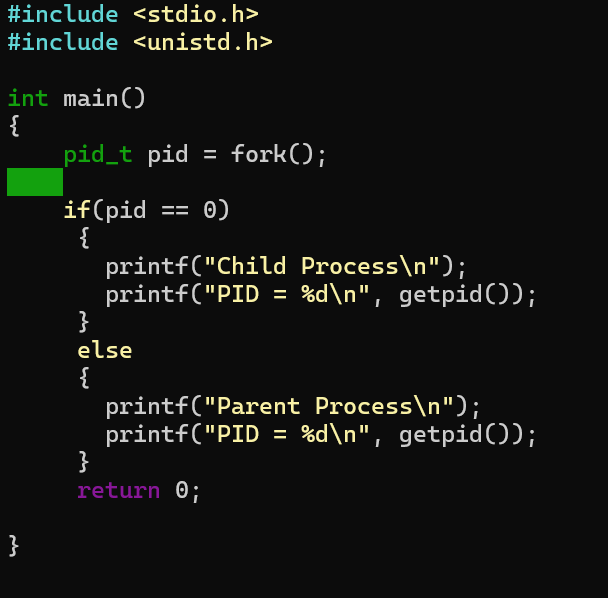 #include <stdio.h>
#include <unistd.h>
int main()
{
    pid_t pid = fork();
    if(pid == 0)
     {
       printf("Child Process\n");
       printf("PID = %d\n", getpid());
     }
     else
     {
       printf("Parent Process\n");
       printf("PID = %d\n", getpid());
     }
     return 0;
}